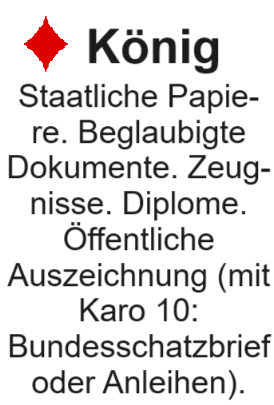 ♦ König
Staatliche Papie-
re. Beglaubigte
Dokumente. Zeug-
nisse. Diplome.
Öffentliche
Auszeichnung (mit
Karo 10:
Bundesschatzbrief
oder Anleihen).